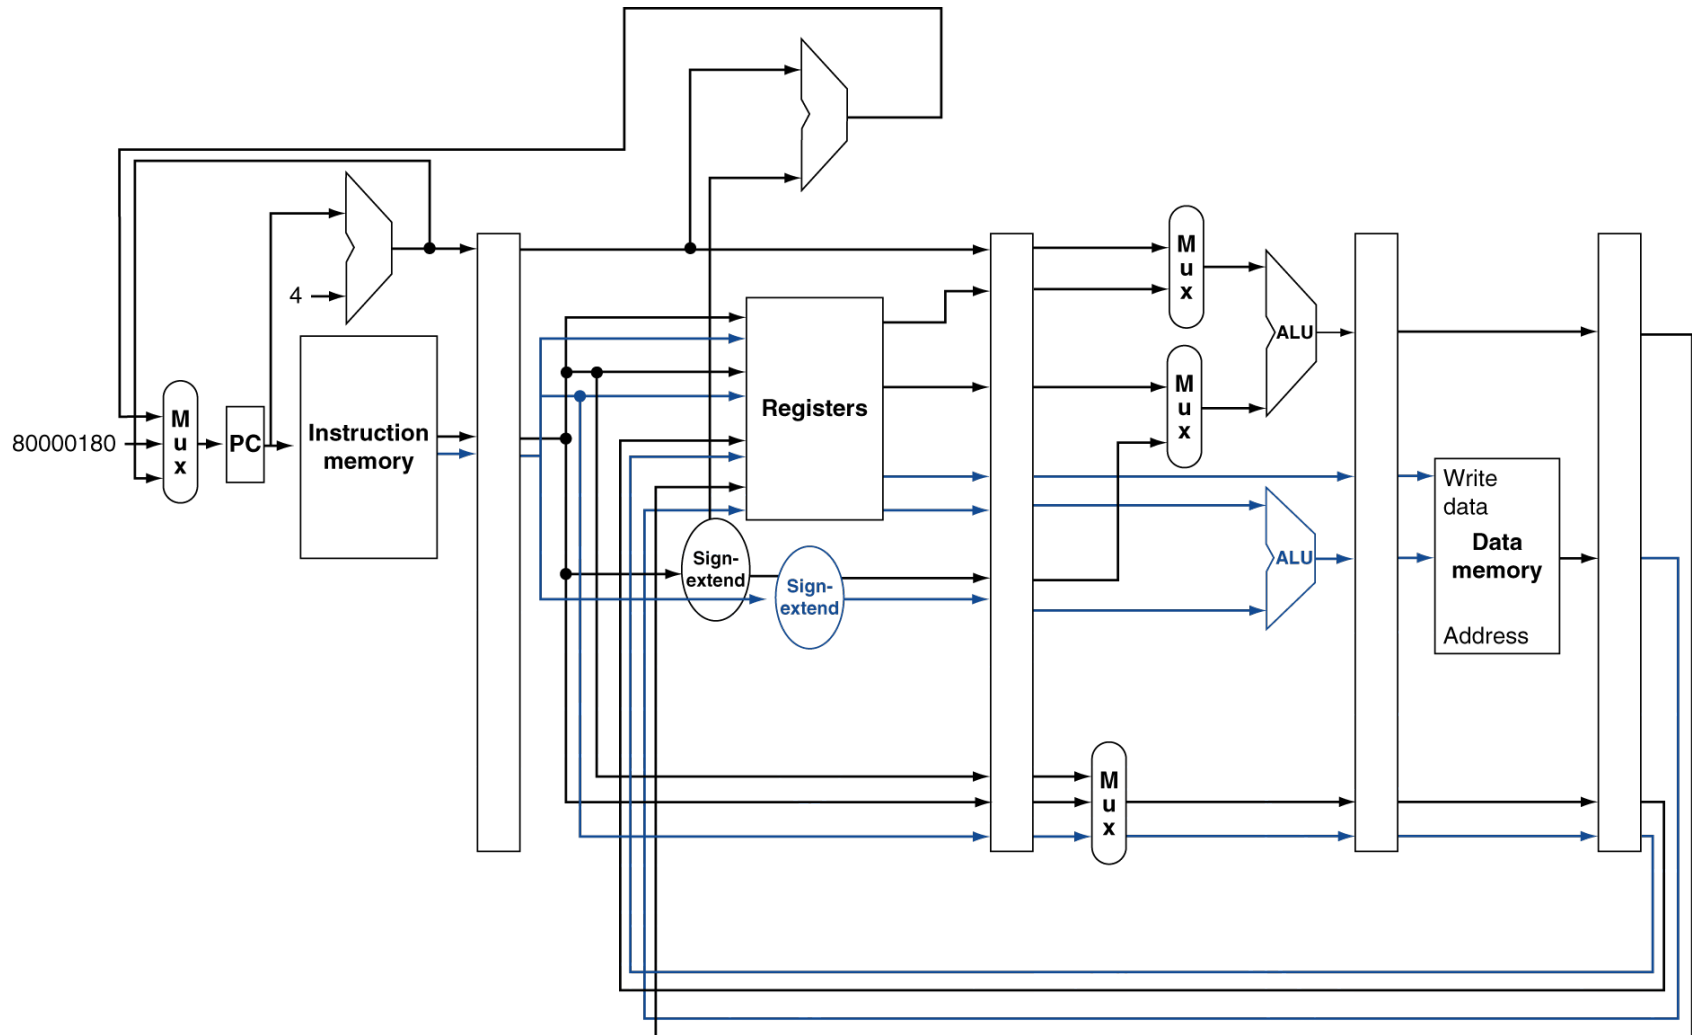 M
u
x
4
ALU
M
u
x
80000180
M
u
x
PC
Instruction
memory
Registers
Write
data
Data
memory
Address
ALU
Sign-
extend
Sign-
extend
M
u
x